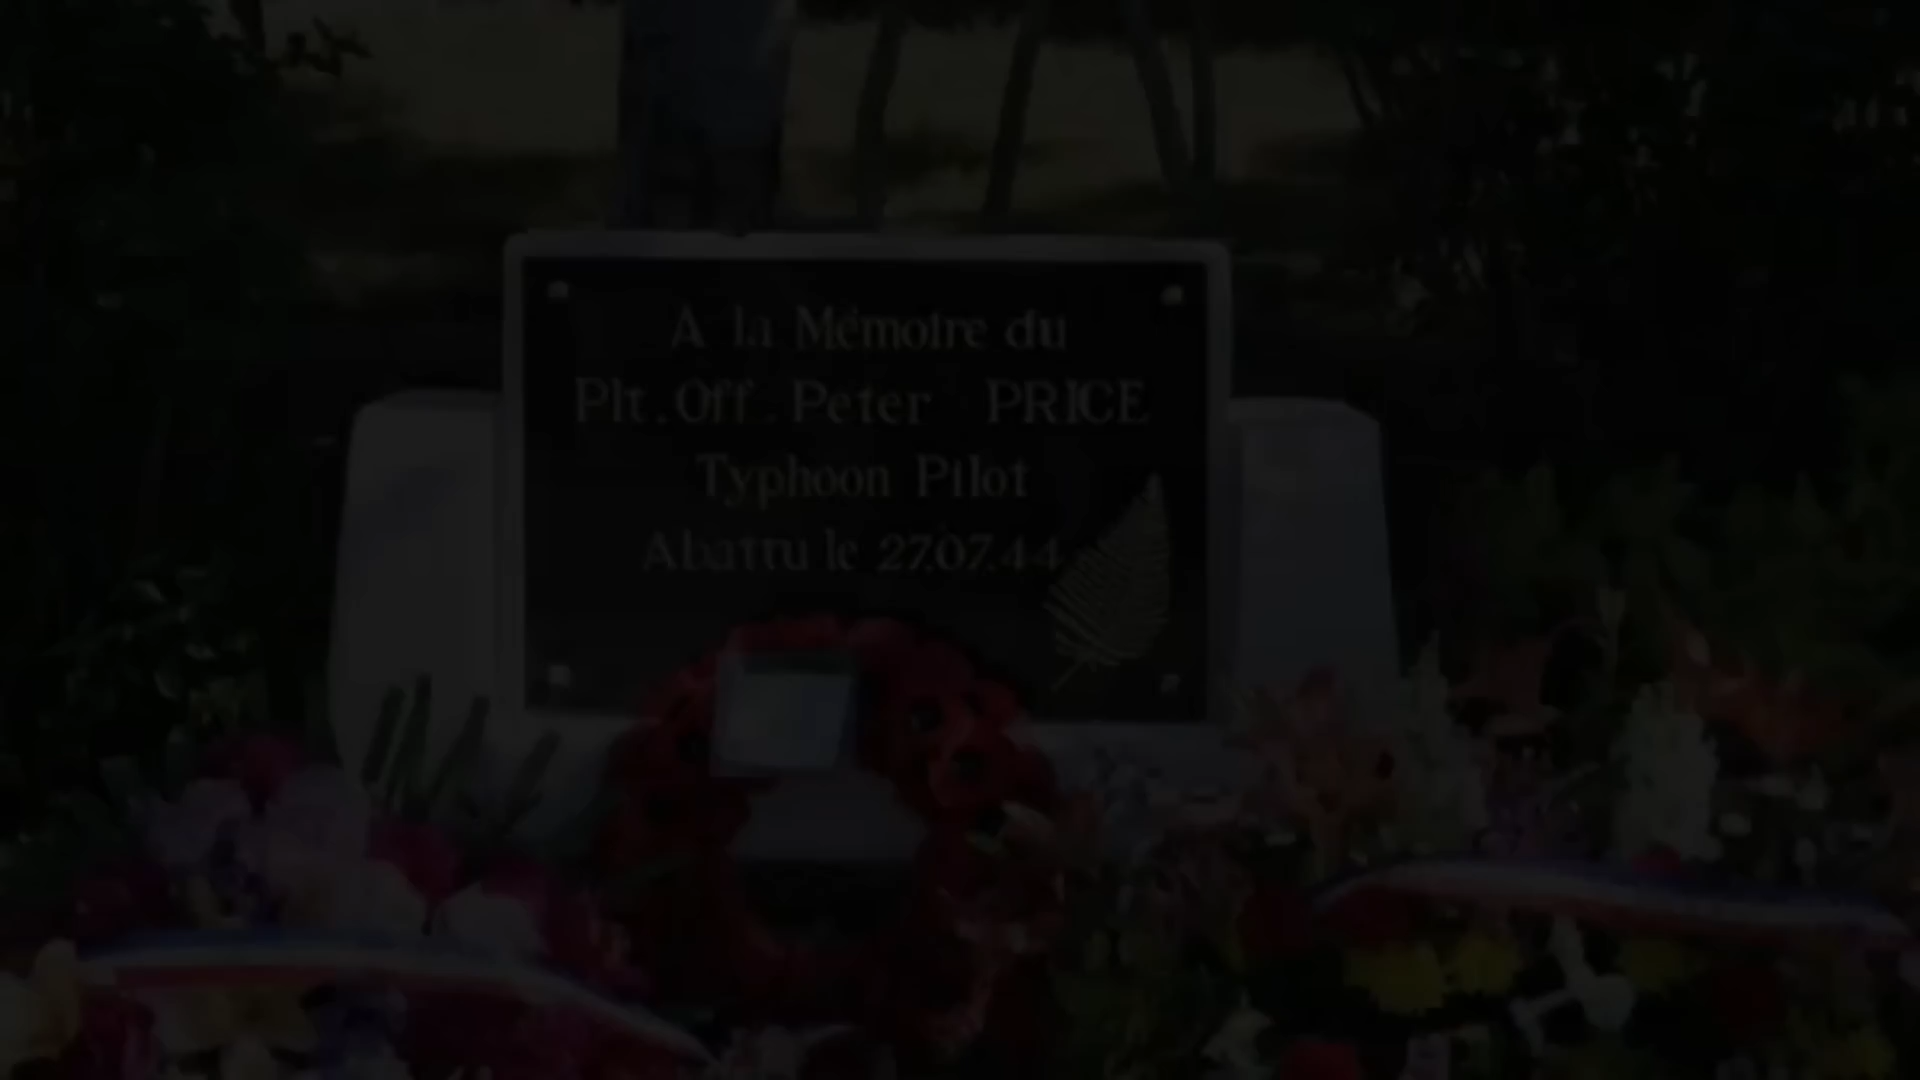 A la Mémoire du
Plt. Off. Peter PRICE
Typhoon Pilot
Abattu le 27.07.44